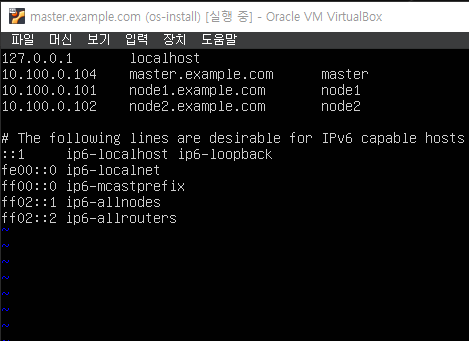 master.example.com (os-install) [실행 중] - Oracle VM VirtualBox
파일 머신 보기 입력 장치 도움말
127.0.0.1 localhost
10.100.0.104 master.example.com master
10.100.0.101 node1.example.com node1
10.100.0.102 node2.example.com node2
# The following lines are desirable for IPv6 capable hosts
::1 ip6-localhost ip6-loopback
fe00::0 ip6-localnet
ff00::0 ip6-mcastprefix
ff02::1 ip6-allnodes
ff02::2 ip6-allrouters
~
~
~
~
~
~
~